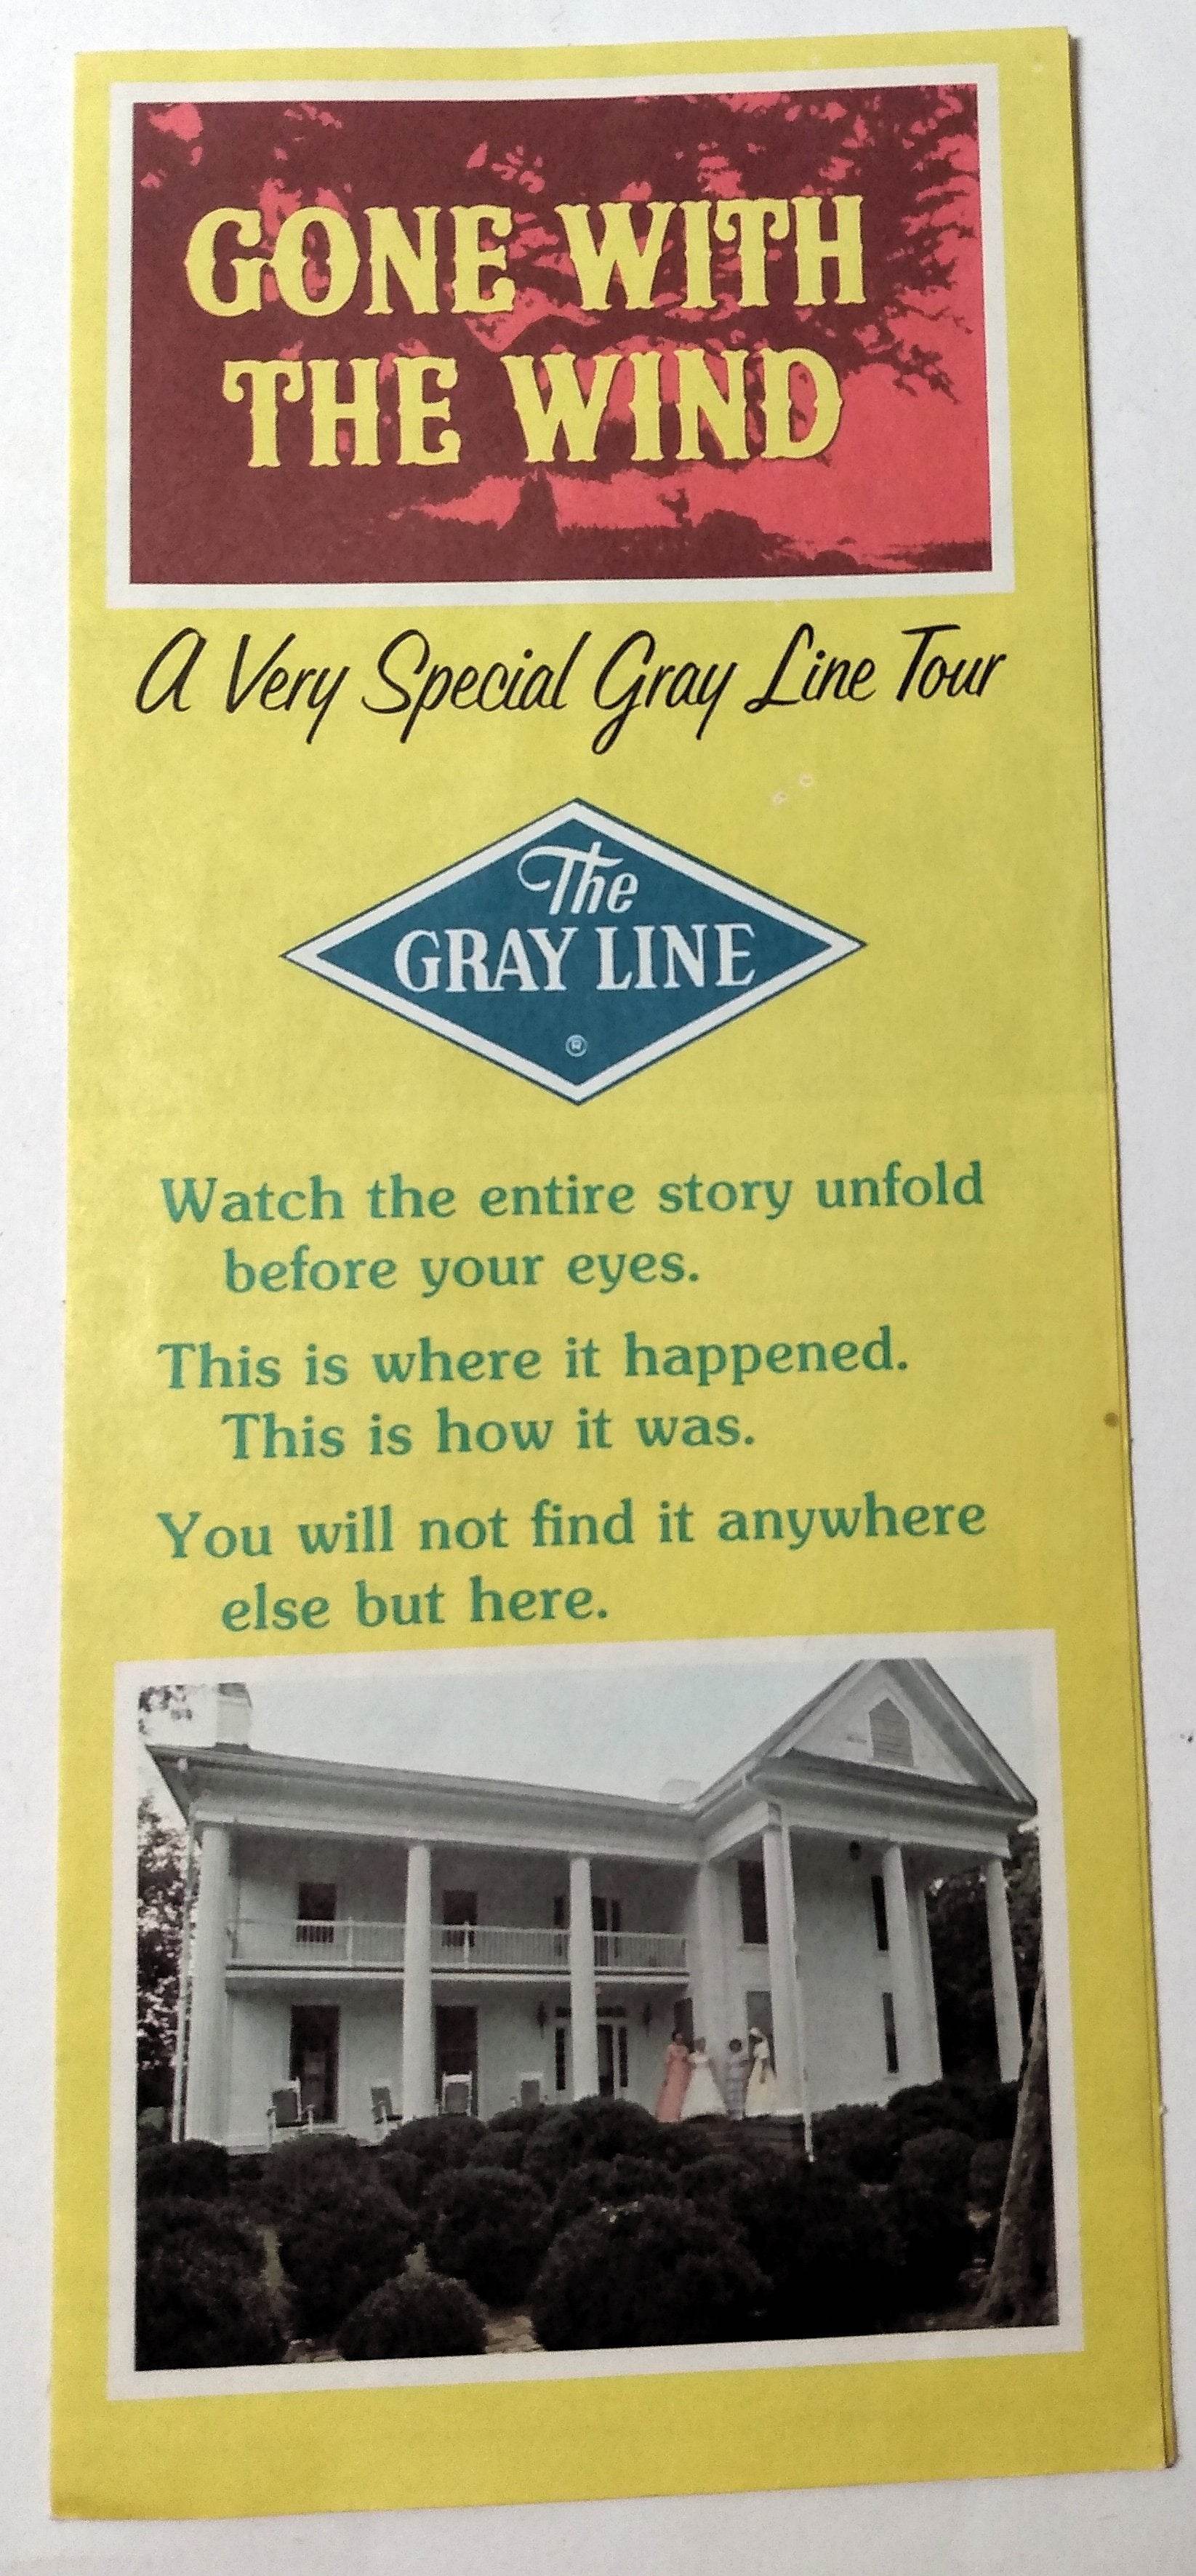 GONE WITH
THE WIND
A Very Special Gray Line Tour
The
GRAY LINE
®
Watch the entire story unfold
before your eyes.
This is where it happened.
This is how it was.
You will not find it anywhere
else but here.